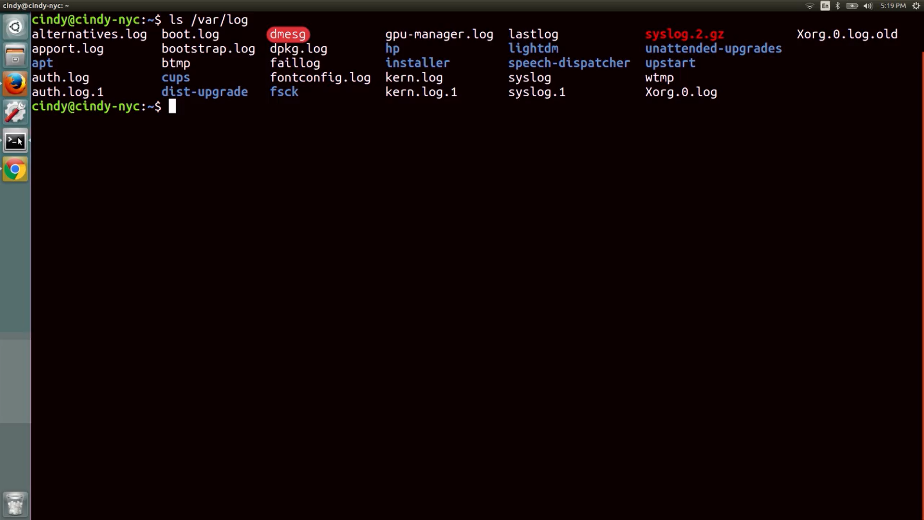 cindy@cindy-nyc: ~
En
5:19 PM
cindy@cindy-nyc:~$ ls /var/log
alternatives.log boot.log dmesg gpu-manager.log lastlog syslog.2.gz Xorg.0.log.old
apport.log bootstrap.log dpkg.log hp lightdm unattended-upgrades
apt btmp faillog installer speech-dispatcher upstart
auth.log cups fontconfig.log kern.log syslog wtmp
auth.log.1 dist-upgrade fsck kern.log.1 syslog.1 Xorg.0.log
cindy@cindy-nyc:~$